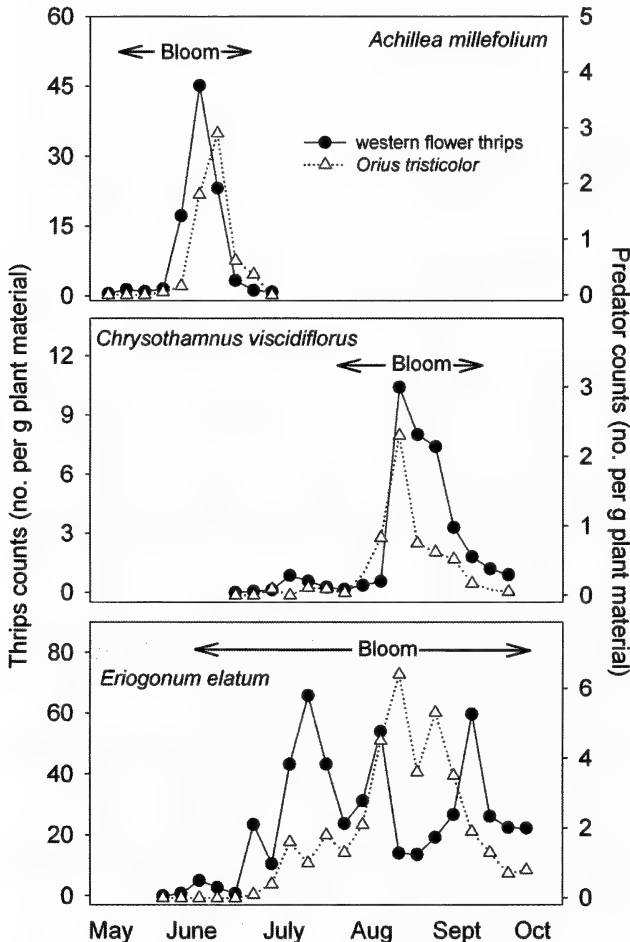 Thrips counts (no. per g plant material)
Predator counts (no. per g plant material)
60
45
30
15
0
5
4
3
2
1
0
Bloom
Achillea millefolium
western flower thrips
Orius tristicolor
12
9
6
3
0
3
2
1
0
Chrysothamnus viscidiflorus
Bloom
80
60
40
20
0
6
4
2
0
Bloom
Eriogonum elatum
May June July Aug Sept Oct